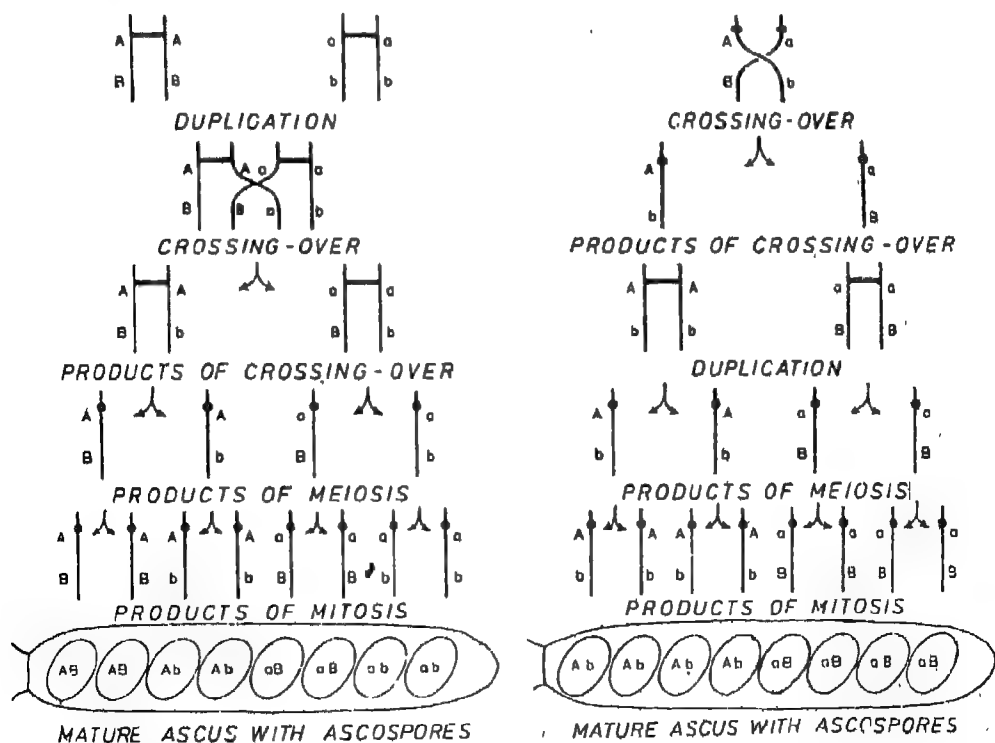 A A a a
B B b b
DUPLICATION
A A a a
B B b
CROSSING-OVER
A A a a
B b B b
PRODUCTS OF CROSSING-OVER
A A a a
B b B b
PRODUCTS OF MEIOSIS
A A A A a a a a
B B b b B B b b
PRODUCTS OF MITOSIS
AB AB Ab Ab aB aB ab ab
MATURE ASCUS WITH ASCOSPORES
A a
B b
CROSSING-OVER
A a
b B
PRODUCTS OF CROSSING-OVER
A A a a
b b B B
DUPLICATION
A A a a
b b B B
PRODUCTS OF MEIOSIS
A A A A a a a a
b b b b B B B B
PRODUCTS OF MITOSIS
Ab Ab Ab Ab aB aB aB aB
MATURE ASCUS WITH ASCOSPORES